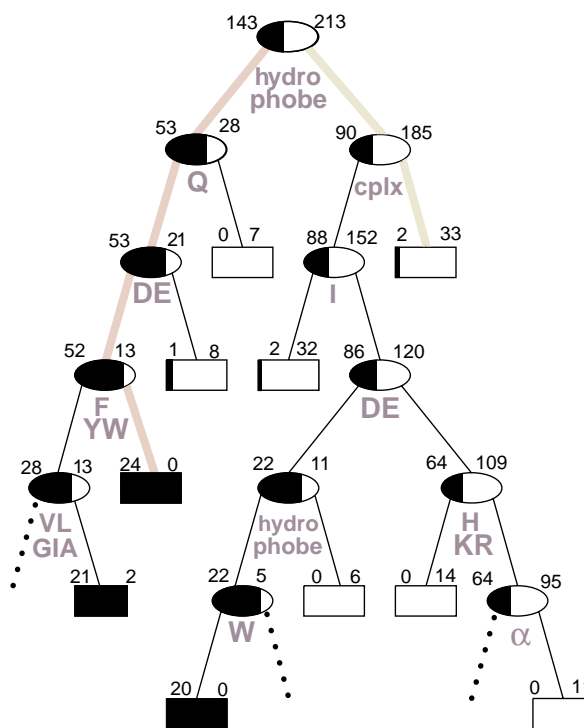 143 213
hydro
phobe
53 28
Q
90 185
cplx
53 21
DE
0 7
88 152
I
2 33
52 13
F
YW
1 8
2 32
86 120
DE
28 13
VL
GIA
24 0
22 11
hydro
phobe
64 109
H
KR
21 2
22 5
W
0 6
0 14
64 95
α
20 0
0